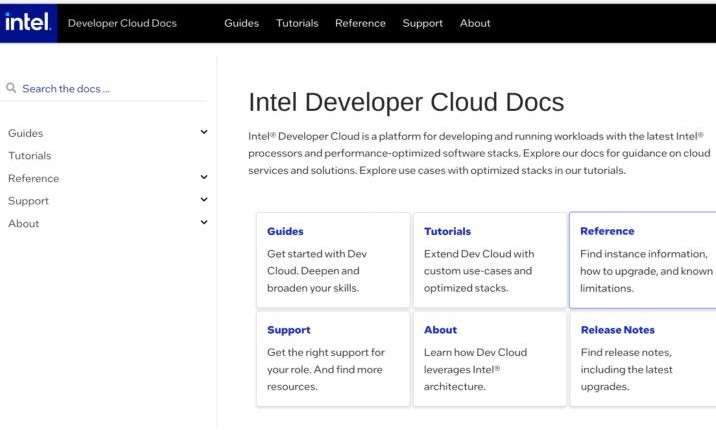 intel. Developer Cloud Docs Guides Tutorials Reference Support About
Search the docs ...
Guides
Tutorials
Reference
Support
About
Intel Developer Cloud Docs
Intel® Developer Cloud is a platform for developing and running workloads with the latest Intel®
processors and performance-optimized software stacks. Explore our docs for guidance on cloud
services and solutions. Explore use cases with optimized stacks in our tutorials.
Guides
Get started with Dev
Cloud. Deepen and
broaden your skills.
Tutorials
Extend Dev Cloud with
custom use-cases and
optimized stacks.
Reference
Find instance information,
how to upgrade, and known
limitations.
Support
Get the right support for
your role. And find more
resources.
About
Learn how Dev Cloud
leverages Intel®
architecture.
Release Notes
Find release notes,
including the latest
upgrades.